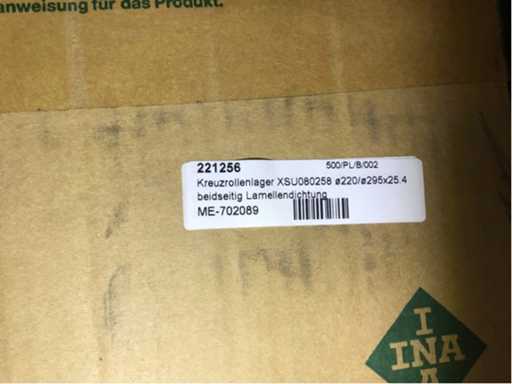 anweisung für das Produkt.
221256 500/PL/B/002
Kreuzrollenlager XSU080258 ø220/ø295x25.4
beidseitig Lamellendichtung
ME-702089
I
INA
A